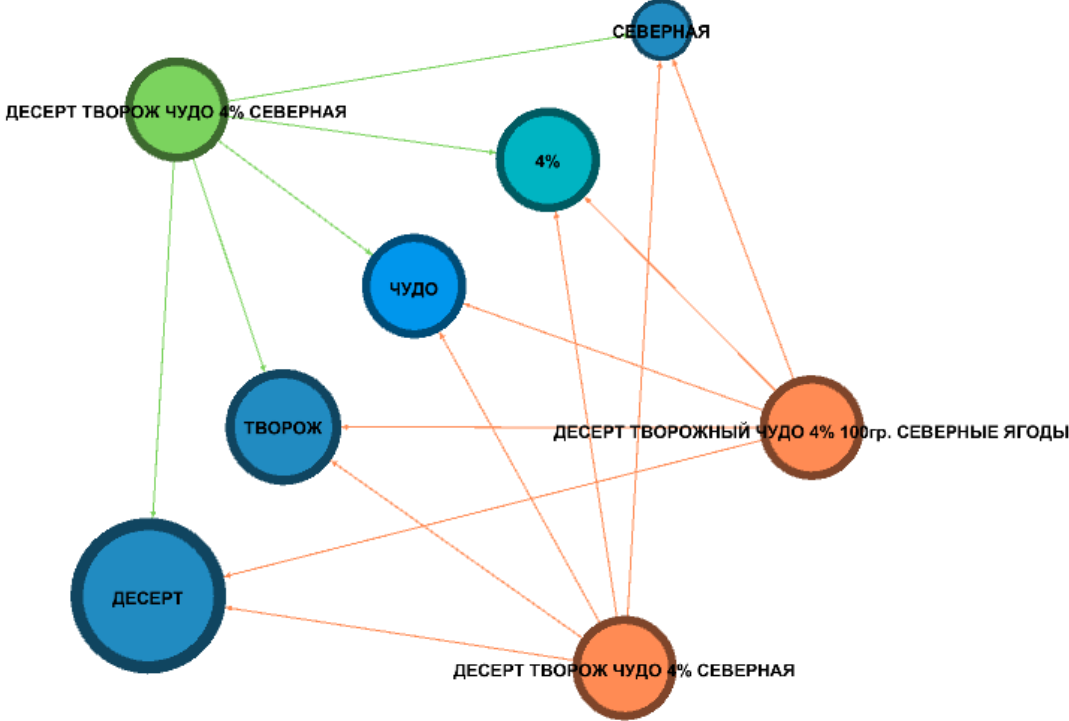 СЕВЕРНАЯ
ДЕСЕРТ ТВОРОЖ ЧУДО 4% СЕВЕРНАЯ
4%
ЧУДО
ТВОРОЖ
ДЕСЕРТ ТВОРОЖНЫЙ ЧУДО 4% 100гр. СЕВЕРНЫЕ ЯГОДЫ
ДЕСЕРТ
ДЕСЕРТ ТВОРОЖ ЧУДО 4% СЕВЕРНАЯ